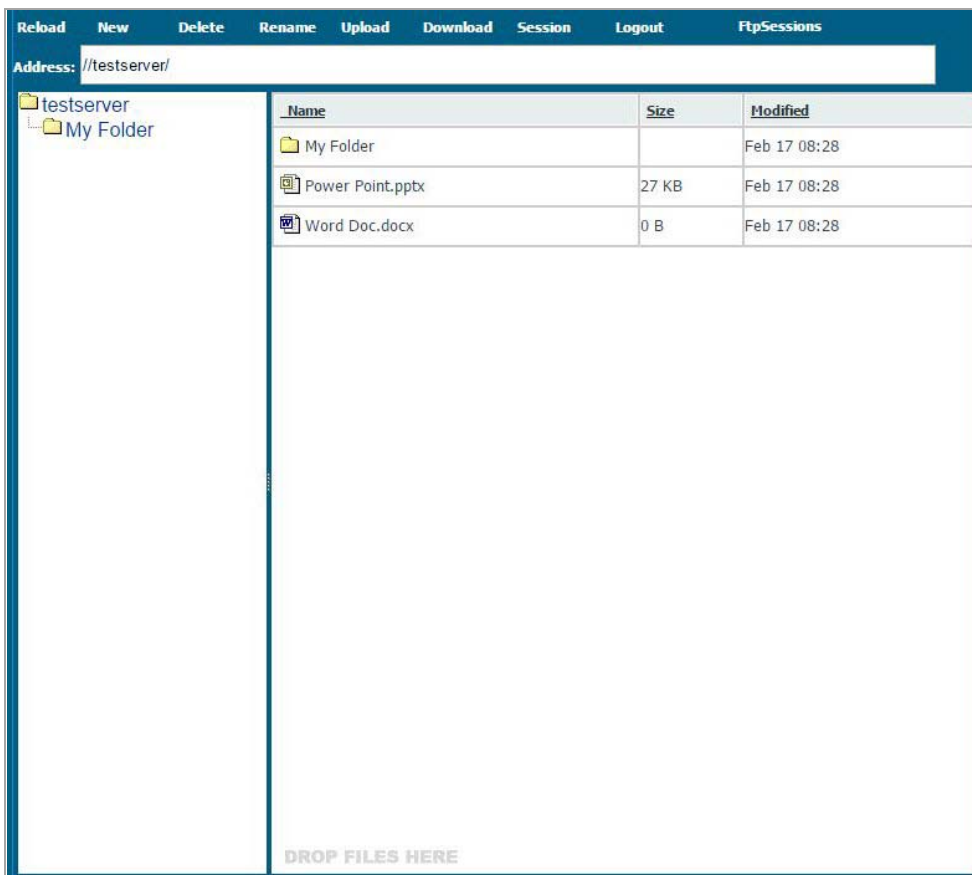 Reload New Delete Rename Upload Download Session Logout FtpSessions
Address: //testserver/
testserver
My Folder
Name Size Modified
My Folder Feb 17 08:28
Power Point.pptx 27 KB Feb 17 08:28
Word Doc.docx 0 B Feb 17 08:28
DROP FILES HERE